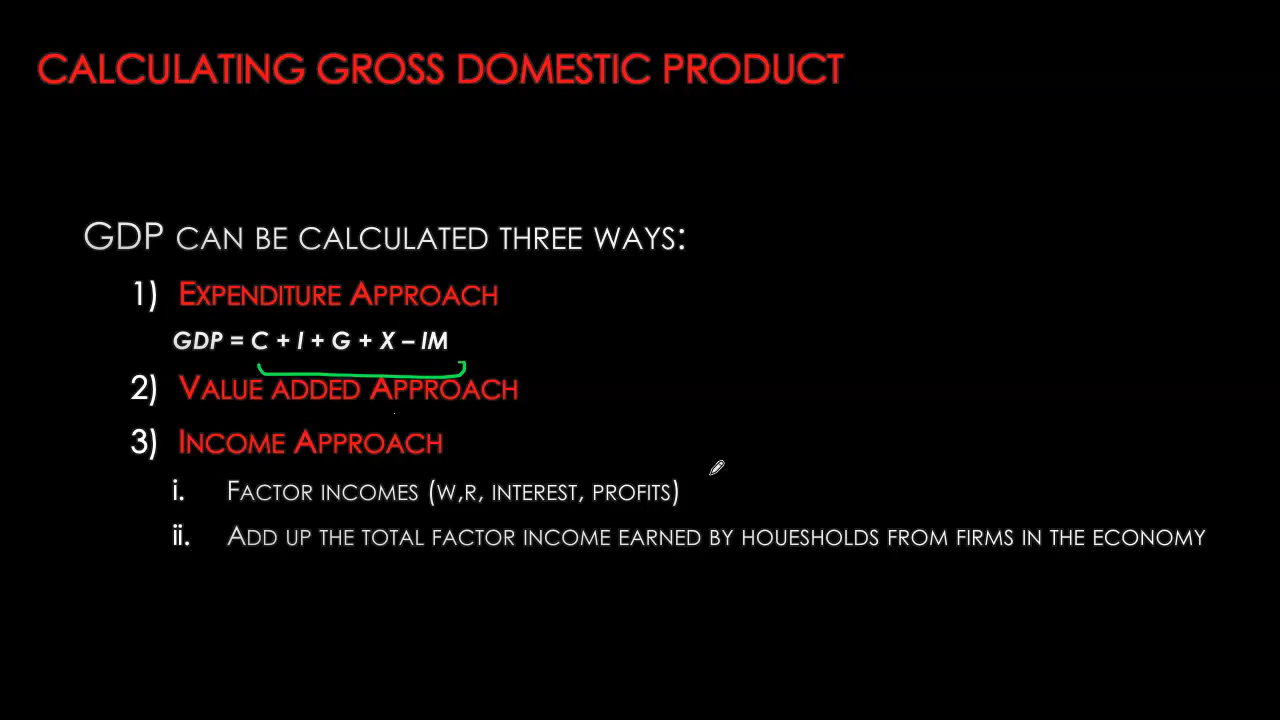 CALCULATING GROSS DOMESTIC PRODUCT
GDP CAN BE CALCULATED THREE WAYS:
1) EXPENDITURE APPROACH
GDP = C + I + G + X – IM
2) VALUE ADDED APPROACH
3) INCOME APPROACH
i. FACTOR INCOMES (W,R, INTEREST, PROFITS)
ii. ADD UP THE TOTAL FACTOR INCOME EARNED BY HOUESHOLDS FROM FIRMS IN THE ECONOMY